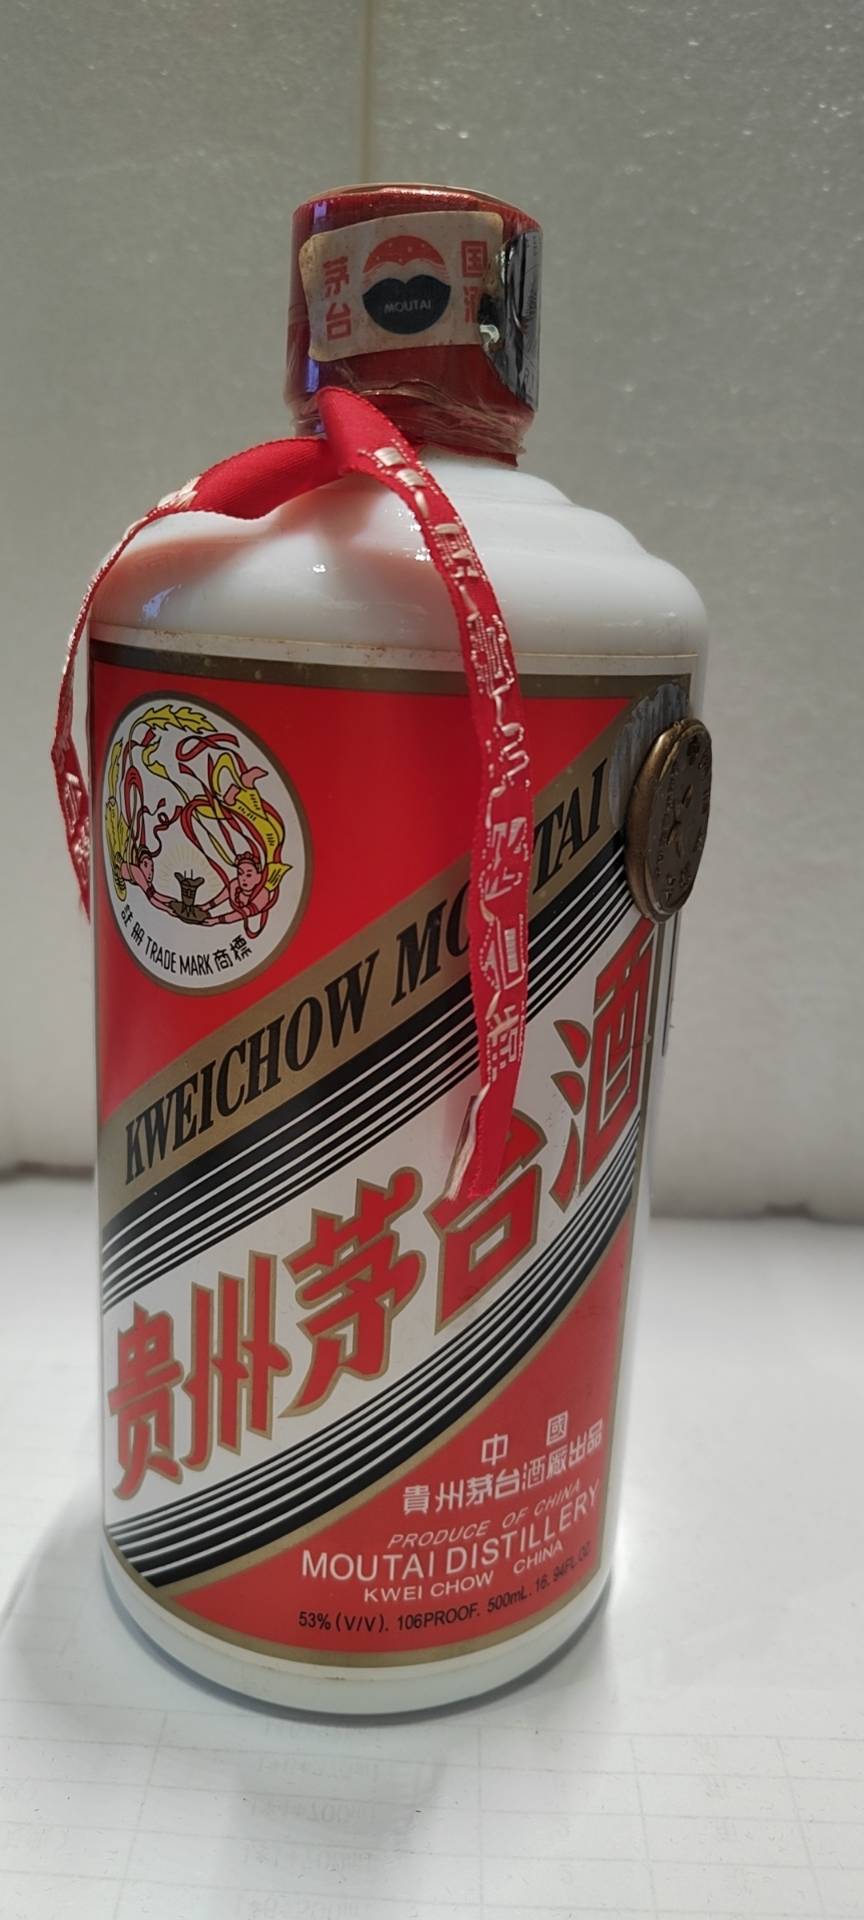 国酒
茅台
MOUTAI
註册 TRADE MARK 商標
KWEICHOW MOUTAI
贵州茅台酒
中國
貴州茅台酒廠出品
PRODUCE OF CHINA
MOUTAI DISTILLERY
KWEI CHOW CHINA
53% (V/V). 106PROOF. 500mL. 16. 94FL.OZ.